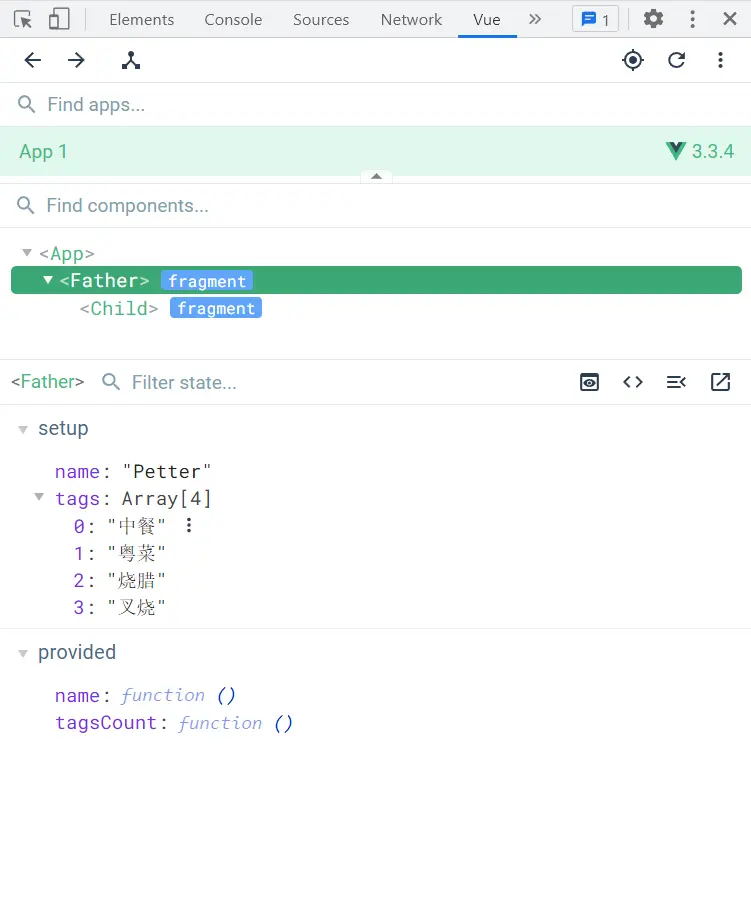 Elements Console Sources Network Vue » 1
Find apps...
App 1 3.3.4
Find components...
<App>
<Father> fragment
<Child> fragment
<Father> Filter state...
setup
name: "Petter"
tags: Array[4]
0: "中餐"
1: "粤菜"
2: "烧腊"
3: "叉烧"
provided
name: function ()
tagsCount: function ()